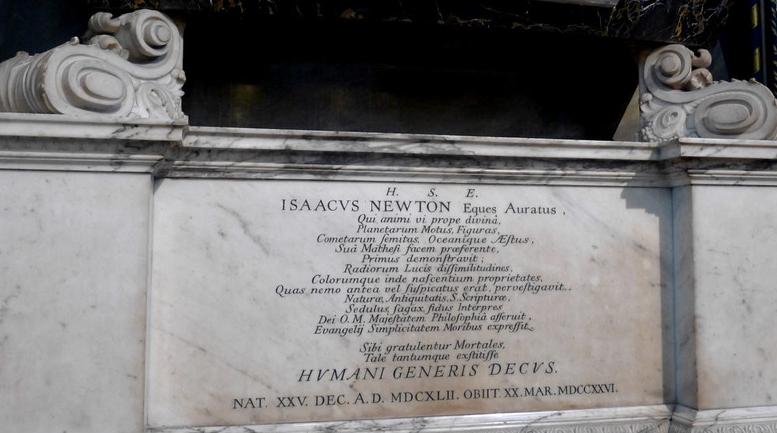 H. S. E.
ISAACVS NEWTON Eques Auratus,
Qui animi vi prope divinâ,
Planetarum Motus, Figuras,
Cometarum ſemitas, Oceanique Æſtus,
Suâ Matheſi facem præferente,
Primus demonſtravit;
Radiorum Lucis diſſimilitudines,
Colorumque inde naſcentium proprietates,
Quas nemo antea vel ſuſpicatus erat, perveſtigavit.
Naturæ, Antiquitatis, S. Scripturæ,
Sedulus, ſagax, fidus Interpres
Dei O. M. Majeſtatem Philoſophiâ aſſeruit,
Evangelij Simplicitatem Moribus expreſſit.
Sibi gratulentur Mortales,
Tale tantumque exſtitiſſe
HVMANI GENERIS DECVS.
NAT. XXV. DEC. A.D. MDCXLII. OBIIT. XX. MAR. MDCCXXVI.